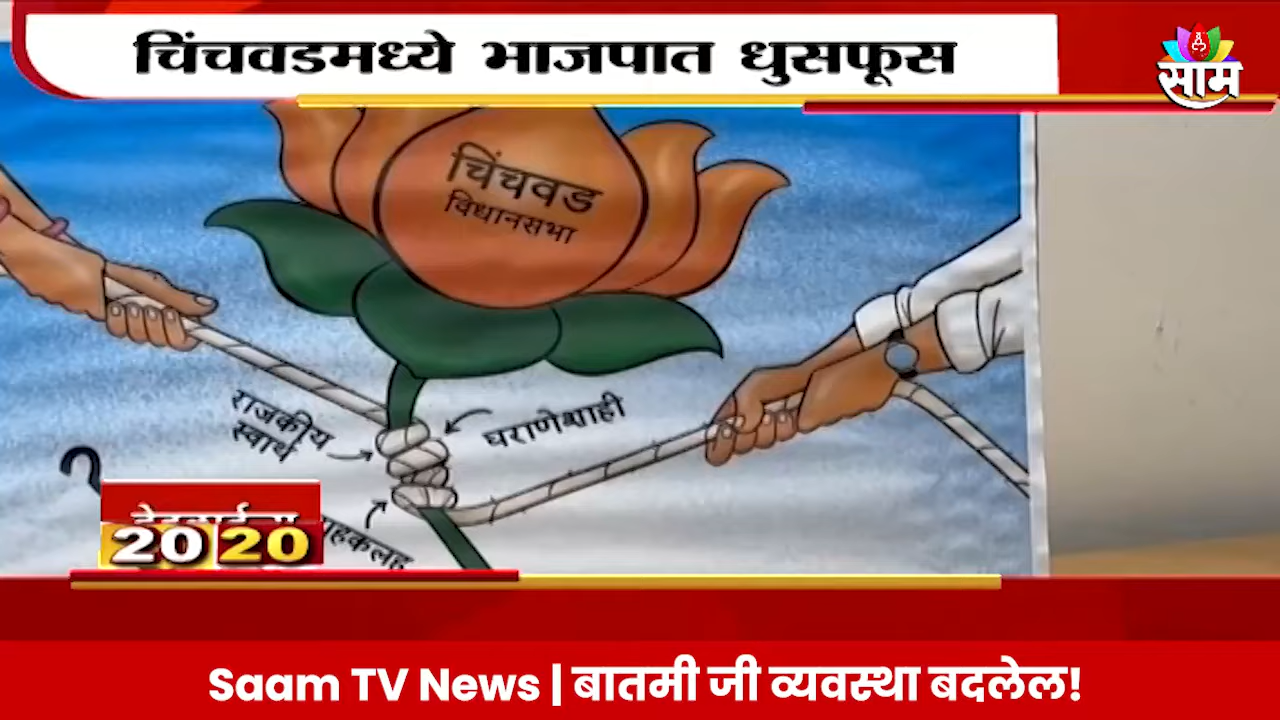 चिंचवडमध्ये भाजपात धुसफूस
साम
चिंचवड
विधानसभा
राजकीय
स्वार्थ
घराणेशाही
20 20
Saam TV News | बातमी जी व्यवस्था बदलेल!